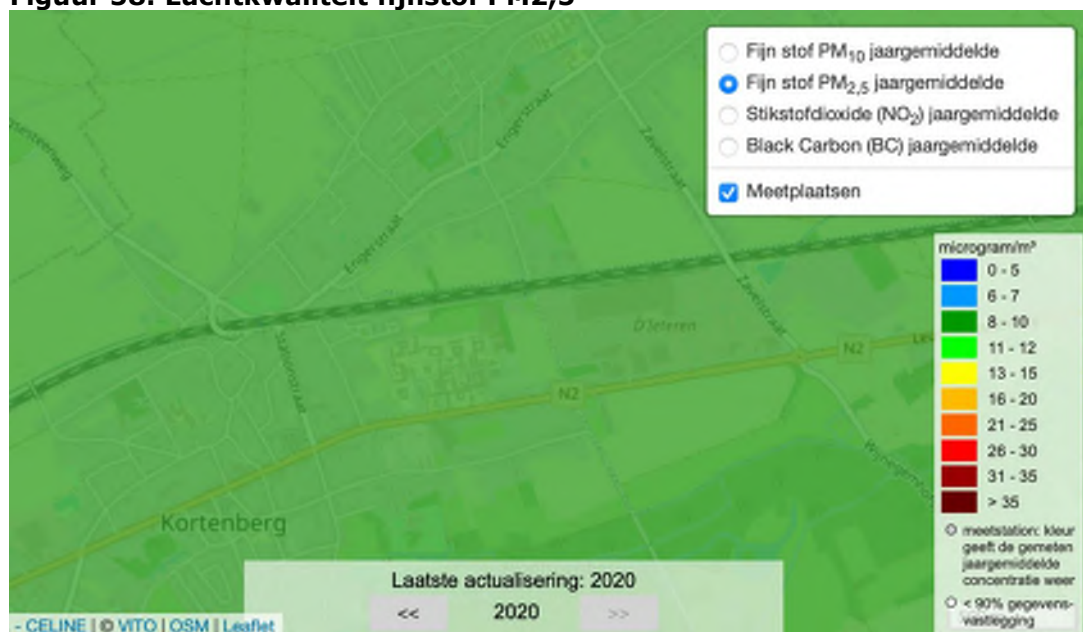 Figuur 38: Luchtkwaliteit fijnstof PM2,5
Fijn stof PM10 jaargemiddelde
Fijn stof PM2,5 jaargemiddelde
Stikstofdioxide (NO2) jaargemiddelde
Black Carbon (BC) jaargemiddelde
Meetplaatsen
Engerstraat
Zavelstraat
Engerstraat
Zavelstraat
Stationsstraat
D'Ieteren
N2
N2
Kortenberg
microgram/m³
0 - 5
6 - 7
8 - 10
11 - 12
13 - 15
16 - 20
21 - 25
26 - 30
31 - 35
> 35
meetstation: kleur
geeft de gemeten
jaargemiddelde
concentratie weer
< 90% gegevens-
vastlegging
Laatste actualisering: 2020
<< 2020 >>
- CELINE | © VITO | OSM | Leaflet